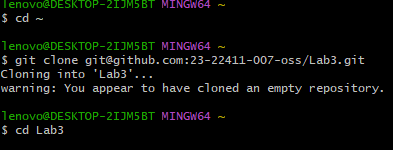 lenovo@DESKTOP-2IJM5BT MINGW64 ~
$ cd ~
lenovo@DESKTOP-2IJM5BT MINGW64 ~
$ git clone git@github.com:23-22411-007-oss/Lab3.git
Cloning into 'Lab3'...
warning: You appear to have cloned an empty repository.
lenovo@DESKTOP-2IJM5BT MINGW64 ~
$ cd Lab3